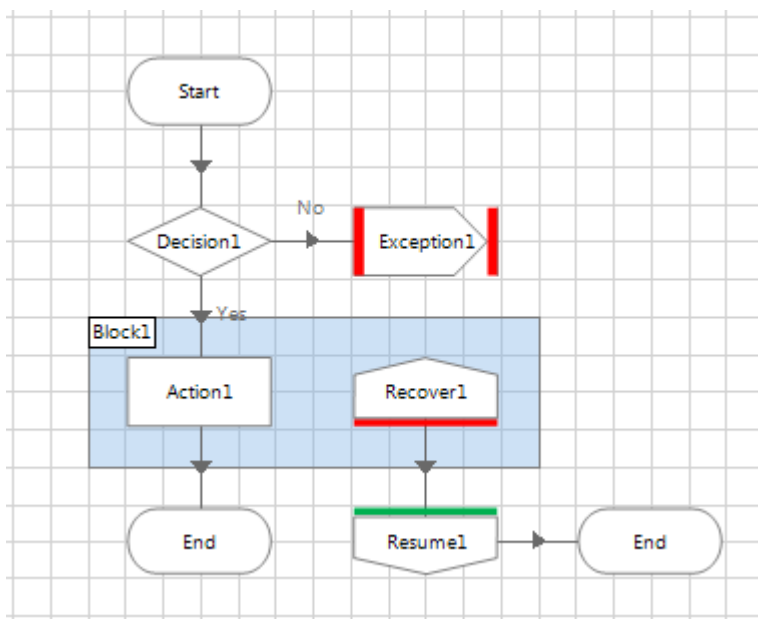 Start
No
Decision1
Exception1
Yes
Block1
Action1
Recover1
End
Resume1
End